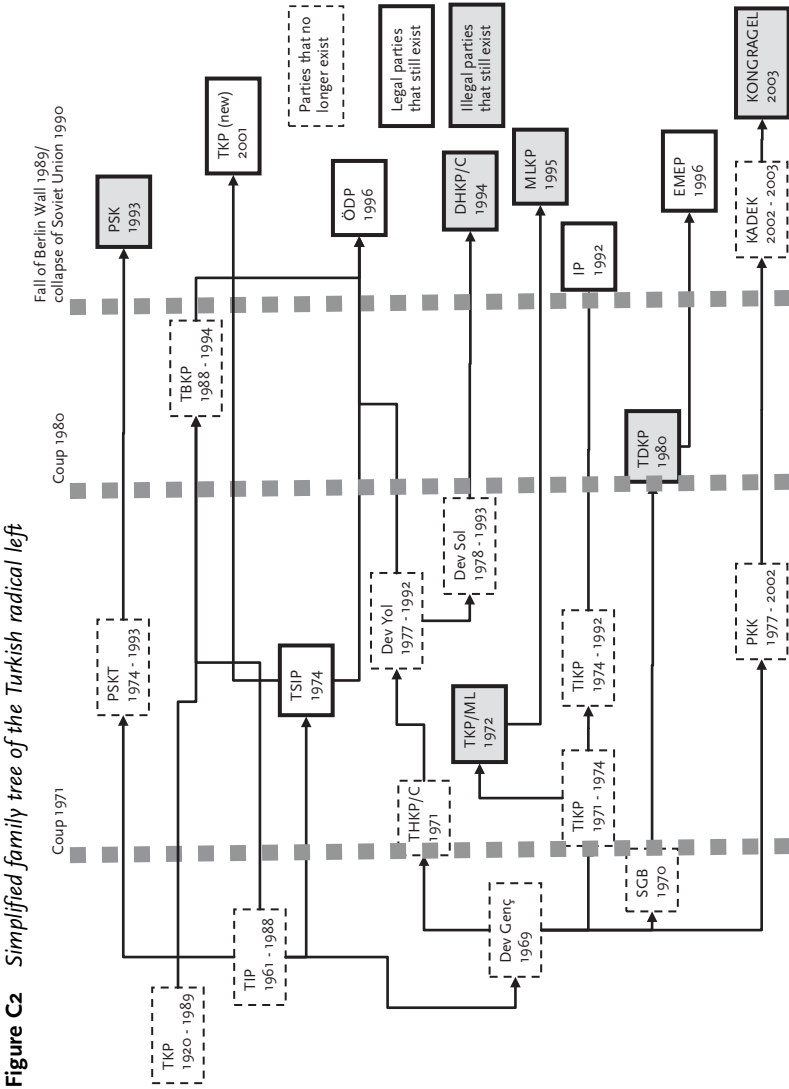 Figure C2 Simplified family tree of the Turkish radical left
Coup 1971
Coup 1980
Fall of Berlin Wall 1989/
collapse of Soviet Union 1990
TKP
1920 - 1989
TIP
1961 - 1988
PSKT
1974 - 1993
PSK
1993
TBKP
1988 - 1994
TKP (new)
2001
TSIP
1974
ÖDP
1996
Dev Genç
1969
THKP/C
1971
Dev Yol
1977 - 1992
Dev Sol
1978 - 1993
DHKP/C
1994
TKP/ML
1972
MLKP
1995
TIKP
1971 - 1974
TIKP
1974 - 1992
IP
1992
SGB
1970
TDKP
1980
EMEP
1996
PKK
1977 - 2002
KADEK
2002 - 2003
KONGRAGEL
2003
Parties that no
longer exist
Legal parties
that still exist
Illegal parties
that still exist